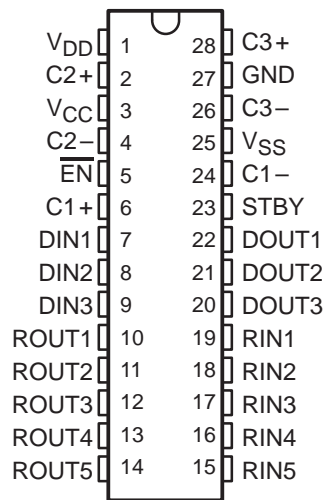 VDD 1 28 C3+
C2+ 2 27 GND
VCC 3 26 C3−
C2− 4 25 VSS
E̅N̅ 5 24 C1−
C1+ 6 23 STBY
DIN1 7 22 DOUT1
DIN2 8 21 DOUT2
DIN3 9 20 DOUT3
ROUT1 10 19 RIN1
ROUT2 11 18 RIN2
ROUT3 12 17 RIN3
ROUT4 13 16 RIN4
ROUT5 14 15 RIN5